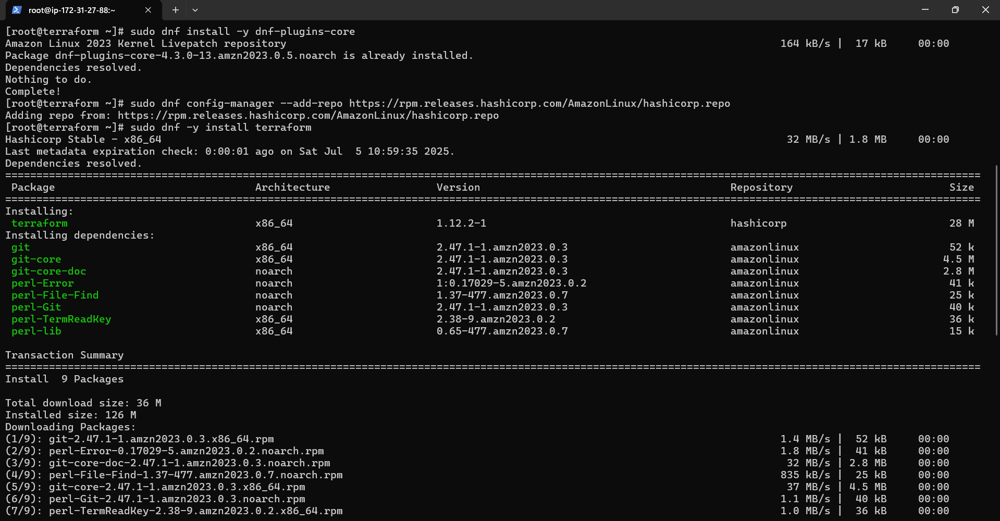 root@ip-172-31-27-88:~
[root@terraform ~]# sudo dnf install -y dnf-plugins-core
Amazon Linux 2023 Kernel Livepatch repository 164 kB/s | 17 kB 00:00
Package dnf-plugins-core-4.3.0-13.amzn2023.0.5.noarch is already installed.
Dependencies resolved.
Nothing to do.
Complete!
[root@terraform ~]# sudo dnf config-manager --add-repo https://rpm.releases.hashicorp.com/AmazonLinux/hashicorp.repo
Adding repo from: https://rpm.releases.hashicorp.com/AmazonLinux/hashicorp.repo
[root@terraform ~]# sudo dnf -y install terraform
Hashicorp Stable - x86_64 32 MB/s | 1.8 MB 00:00
Last metadata expiration check: 0:00:01 ago on Sat Jul  5 10:59:35 2025.
Dependencies resolved.
============================================================================================================================================================
Package Architecture Version Repository Size
============================================================================================================================================================
Installing:
terraform x86_64 1.12.2-1 hashicorp 28 M
Installing dependencies:
git x86_64 2.47.1-1.amzn2023.0.3 amazonlinux 52 k
git-core x86_64 2.47.1-1.amzn2023.0.3 amazonlinux 4.5 M
git-core-doc noarch 2.47.1-1.amzn2023.0.3 amazonlinux 2.8 M
perl-Error noarch 1:0.17029-5.amzn2023.0.2 amazonlinux 41 k
perl-File-Find noarch 1.37-477.amzn2023.0.7 amazonlinux 25 k
perl-Git noarch 2.47.1-1.amzn2023.0.3 amazonlinux 40 k
perl-TermReadKey x86_64 2.38-9.amzn2023.0.2 amazonlinux 36 k
perl-lib x86_64 0.65-477.amzn2023.0.7 amazonlinux 15 k
Transaction Summary
============================================================================================================================================================
Install  9 Packages
Total download size: 36 M
Installed size: 126 M
Downloading Packages:
(1/9): git-2.47.1-1.amzn2023.0.3.x86_64.rpm 1.4 MB/s | 52 kB 00:00
(2/9): perl-Error-0.17029-5.amzn2023.0.2.noarch.rpm 1.8 MB/s | 41 kB 00:00
(3/9): git-core-doc-2.47.1-1.amzn2023.0.3.noarch.rpm 32 MB/s | 2.8 MB 00:00
(4/9): perl-File-Find-1.37-477.amzn2023.0.7.noarch.rpm 835 kB/s | 25 kB 00:00
(5/9): git-core-2.47.1-1.amzn2023.0.3.x86_64.rpm 37 MB/s | 4.5 MB 00:00
(6/9): perl-Git-2.47.1-1.amzn2023.0.3.noarch.rpm 1.1 MB/s | 40 kB 00:00
(7/9): perl-TermReadKey-2.38-9.amzn2023.0.2.x86_64.rpm 1.0 MB/s | 36 kB 00:00